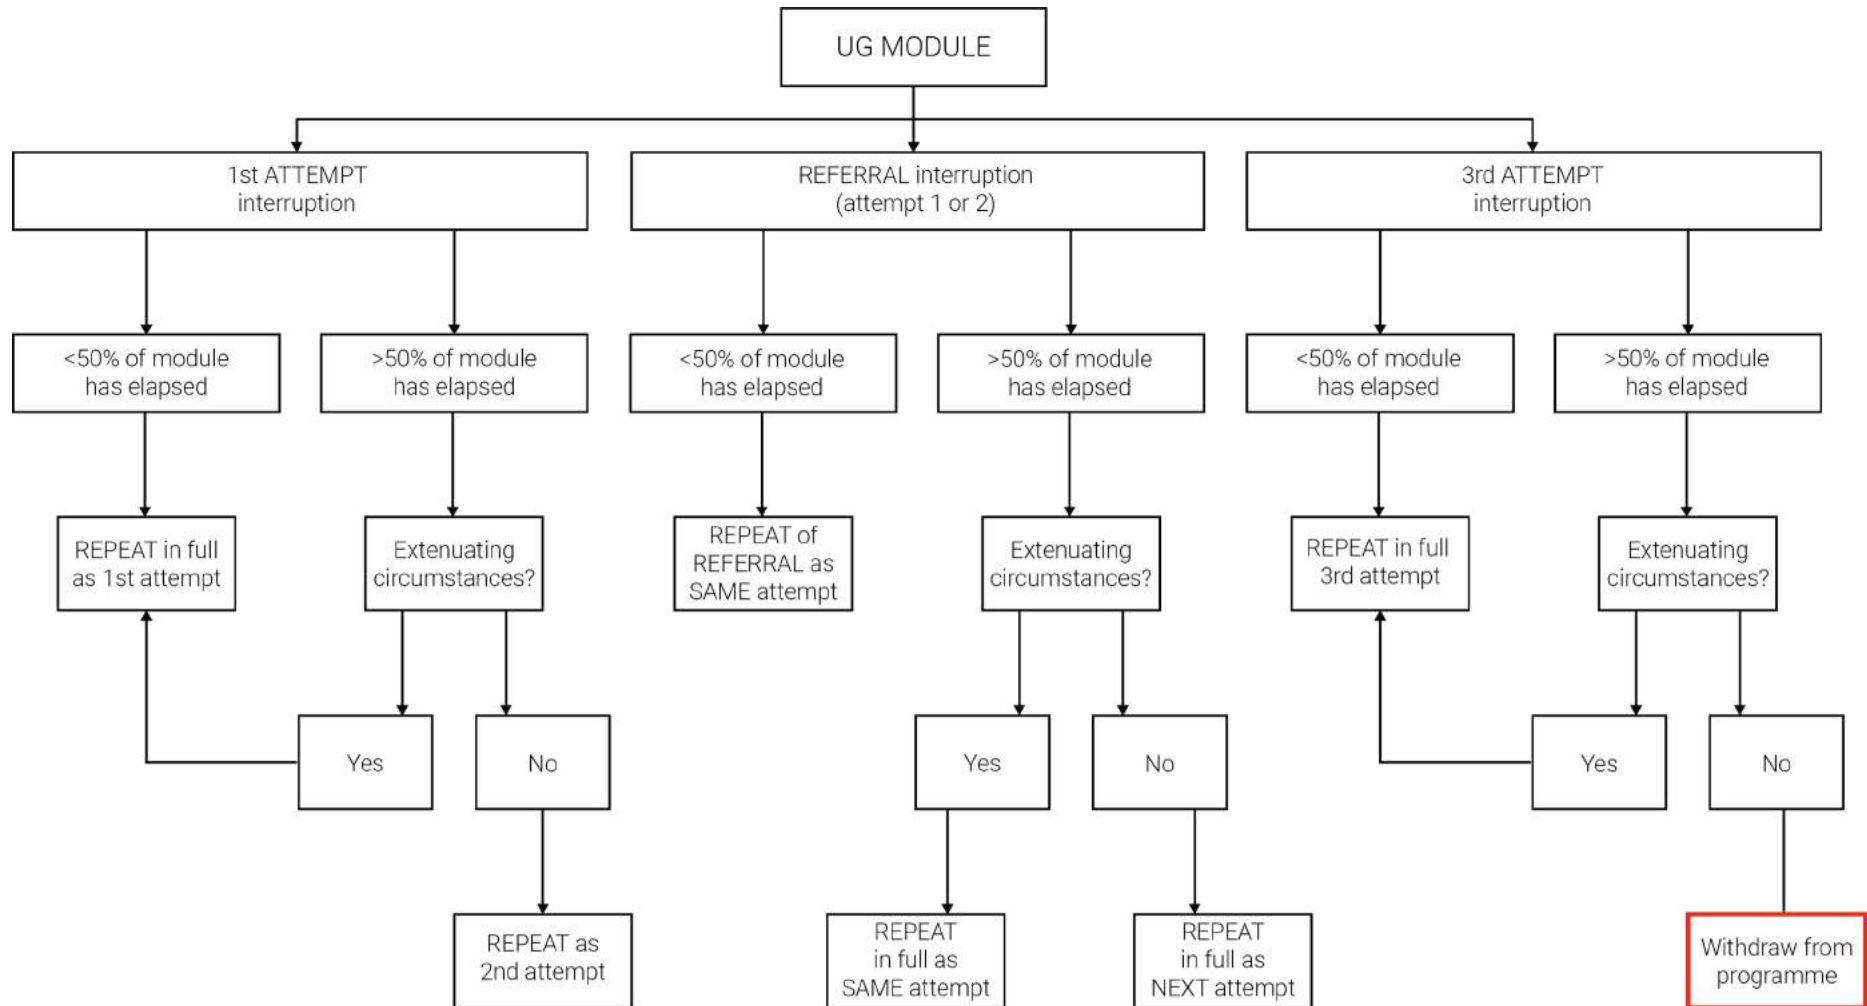 UG MODULE
1st ATTEMPT
interruption
REFERRAL interruption
(attempt 1 or 2)
3rd ATTEMPT
interruption
<50% of module
has elapsed
>50% of module
has elapsed
<50% of module
has elapsed
>50% of module
has elapsed
<50% of module
has elapsed
>50% of module
has elapsed
REPEAT in full
as 1st attempt
Extenuating
circumstances?
REPEAT of
REFERRAL as
SAME attempt
Extenuating
circumstances?
REPEAT in full
3rd attempt
Extenuating
circumstances?
Yes
No
Yes
No
Yes
No
REPEAT as
2nd attempt
REPEAT
in full as
SAME attempt
REPEAT
in full as
NEXT attempt
Withdraw from
programme